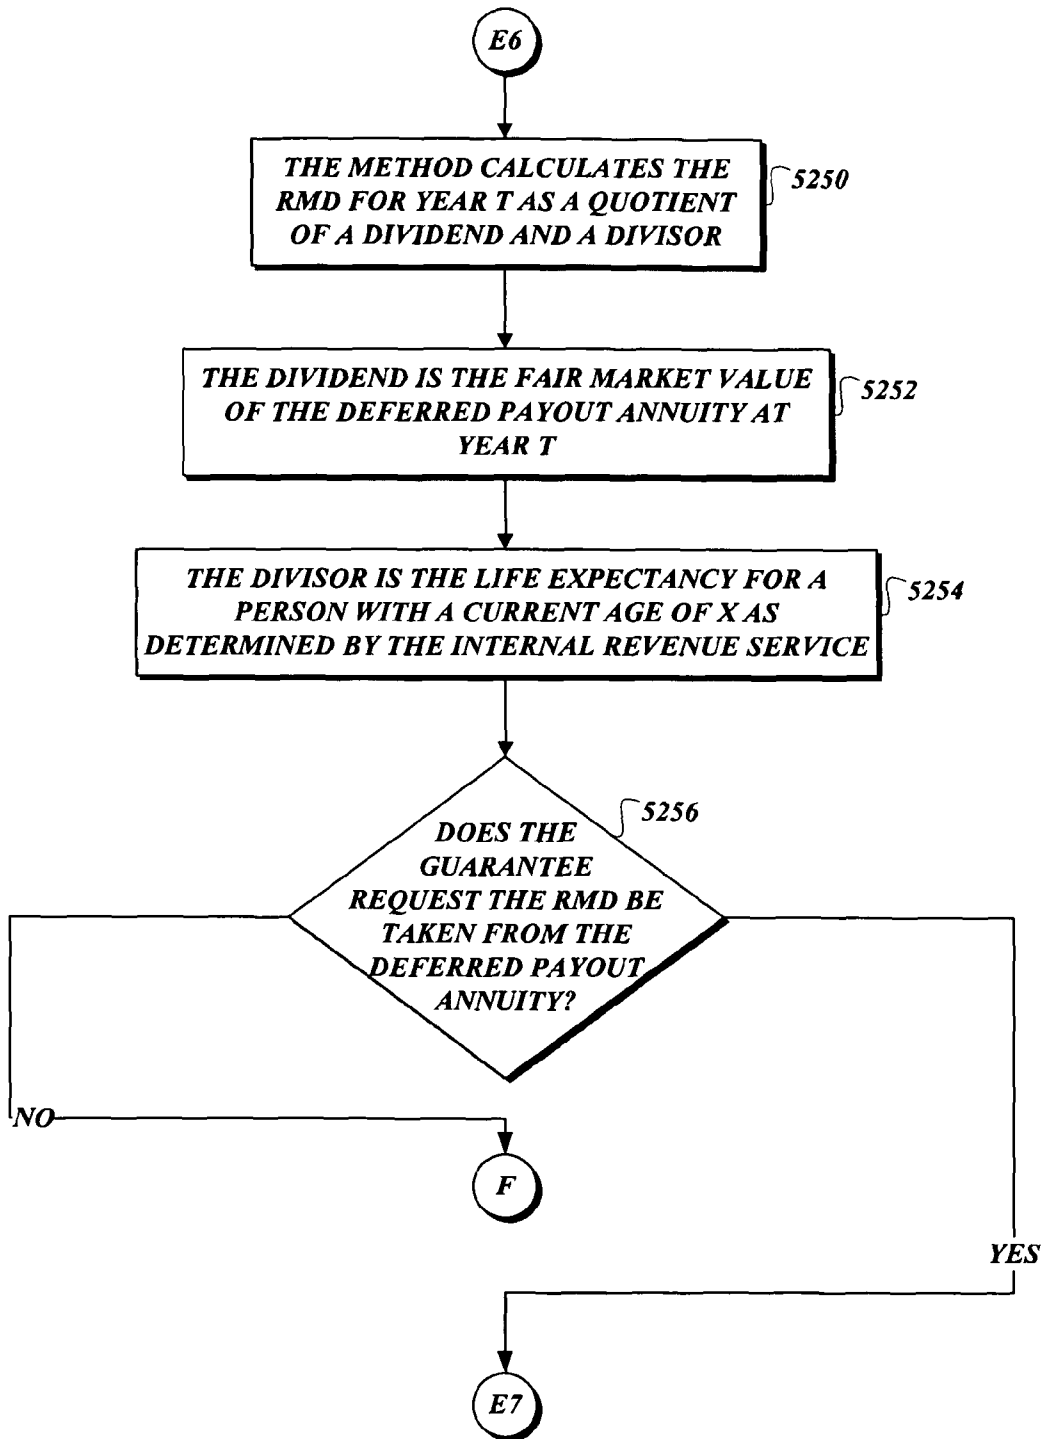 E6
THE METHOD CALCULATES THE
RMD FOR YEAR T AS A QUOTIENT
OF A DIVIDEND AND A DIVISOR
5250
THE DIVIDEND IS THE FAIR MARKET VALUE
OF THE DEFERRED PAYOUT ANNUITY AT
YEAR T
5252
THE DIVISOR IS THE LIFE EXPECTANCY FOR A
PERSON WITH A CURRENT AGE OF X AS
DETERMINED BY THE INTERNAL REVENUE SERVICE
5254
DOES THE
GUARANTEE
REQUEST THE RMD BE
TAKEN FROM THE
DEFERRED PAYOUT
ANNUITY?
5256
NO
F
YES
E7